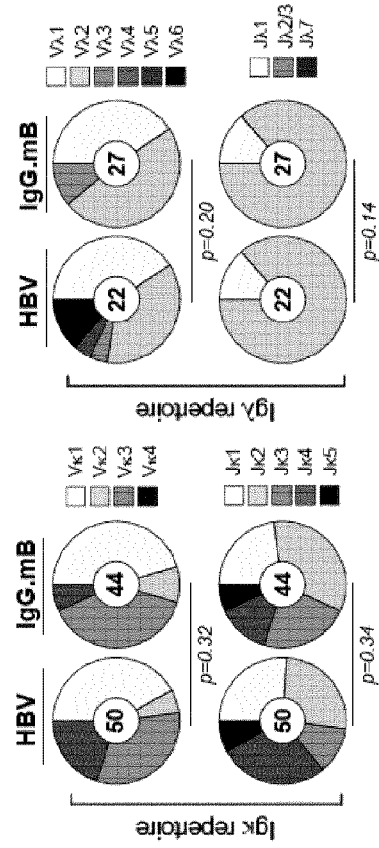 HBV
IgG.mB
Igκ repertoire
50
44
Vκ1
Vκ2
Vκ3
Vκ4
p=0.32
50
44
Jκ1
Jκ2
Jκ3
Jκ4
Jκ5
p=0.34
HBV
IgG.mB
Igλ repertoire
22
27
Vλ1
Vλ2
Vλ3
Vλ4
Vλ5
Vλ6
p=0.20
22
27
Jλ1
Jλ2/3
Jλ7
p=0.14